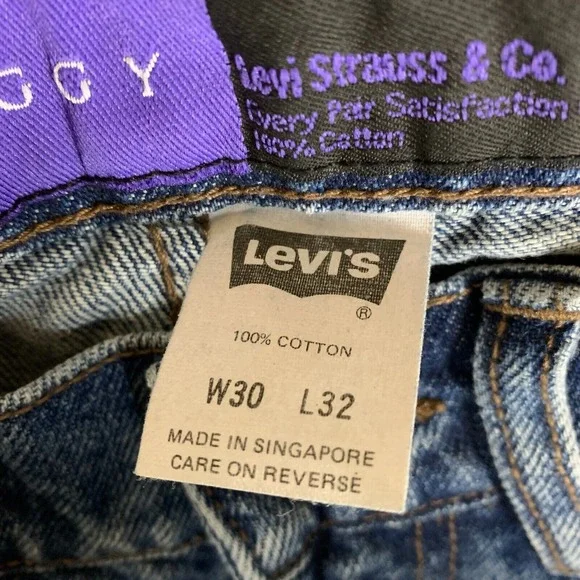 GGY
Levi Strauss & Co.
Every Pair Satisfaction
100% Cotton
LEVI'S
®
100% COTTON
W30 L32
MADE IN SINGAPORE
CARE ON REVERSE